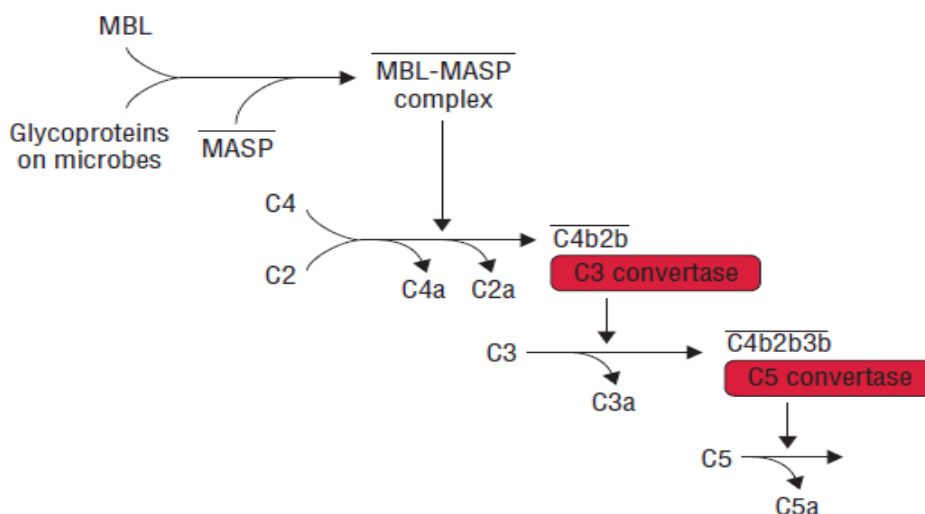 MBL
Glycoproteins
on microbes
MASP
MBL-MASP
complex
C4
C2
C4a
C2a
C4b2b
C3 convertase
C3
C3a
C4b2b3b
C5 convertase
C5
C5a